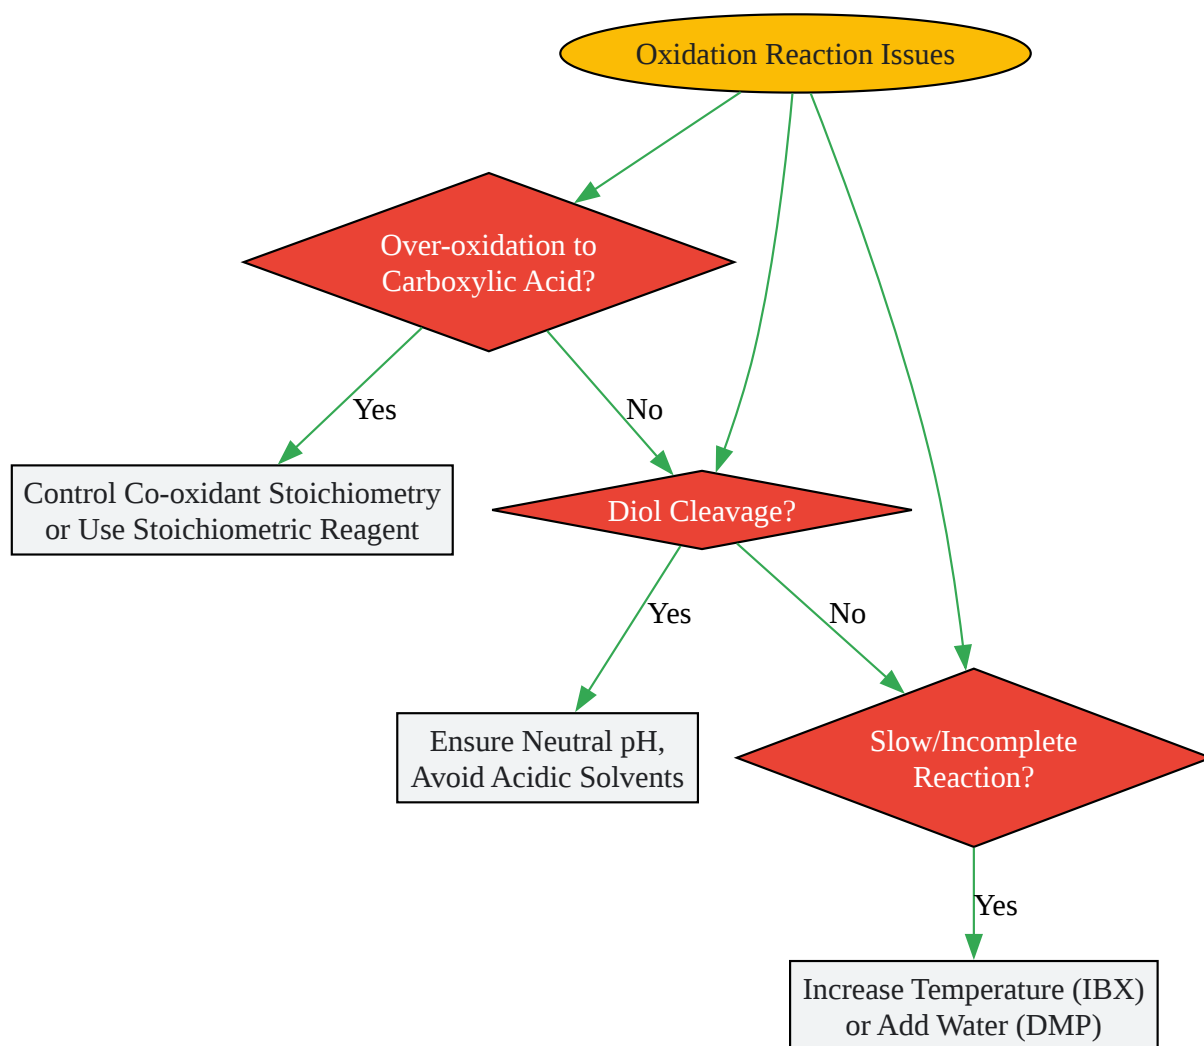 Oxidation Reaction Issues
Over-oxidation to
Carboxylic Acid?
Yes
No
Control Co-oxidant Stoichiometry
or Use Stoichiometric Reagent
Diol Cleavage?
Yes
No
Ensure Neutral pH,
Avoid Acidic Solvents
Slow/Incomplete
Reaction?
Yes
Increase Temperature (IBX)
or Add Water (DMP)